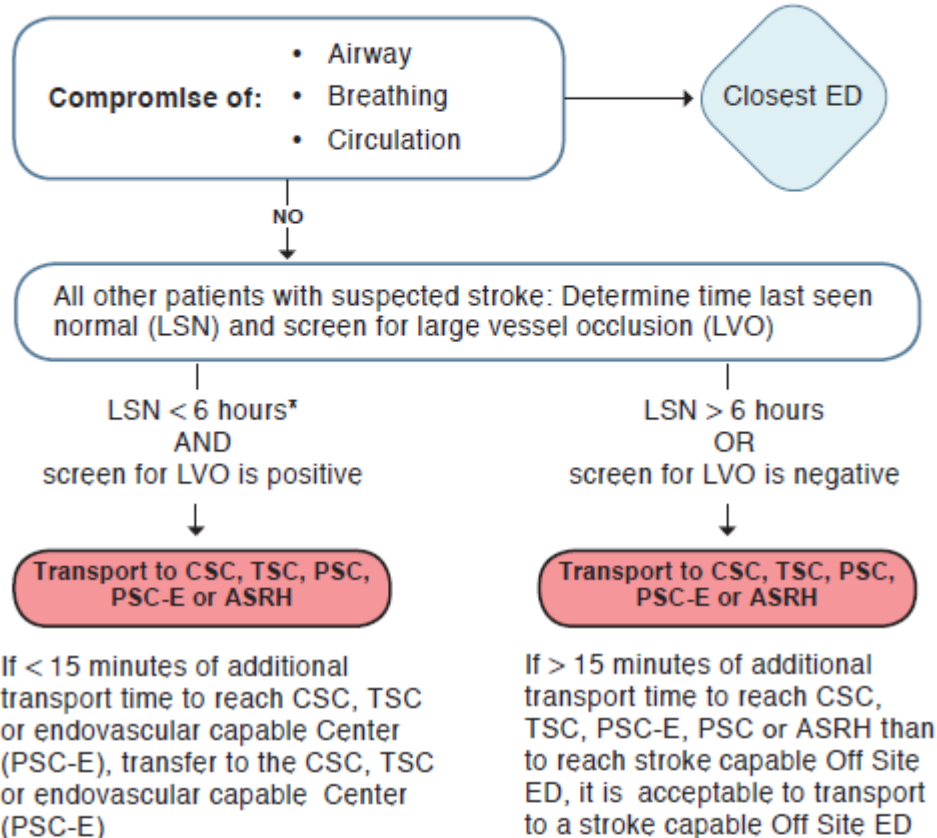 • Airway
Compromise of: • Breathing
• Circulation
Closest ED
NO
All other patients with suspected stroke: Determine time last seen
normal (LSN) and screen for large vessel occlusion (LVO)
LSN < 6 hours*
AND
screen for LVO is positive
LSN > 6 hours
OR
screen for LVO is negative
Transport to CSC, TSC, PSC,
PSC-E or ASRH
Transport to CSC, TSC, PSC,
PSC-E or ASRH
If < 15 minutes of additional
transport time to reach CSC, TSC
or endovascular capable Center
(PSC-E), transfer to the CSC, TSC
or endovascular capable Center
(PSC-E)
If > 15 minutes of additional
transport time to reach CSC,
TSC, PSC-E, PSC or ASRH than
to reach stroke capable Off Site
ED, it is acceptable to transport
to a stroke capable Off Site ED